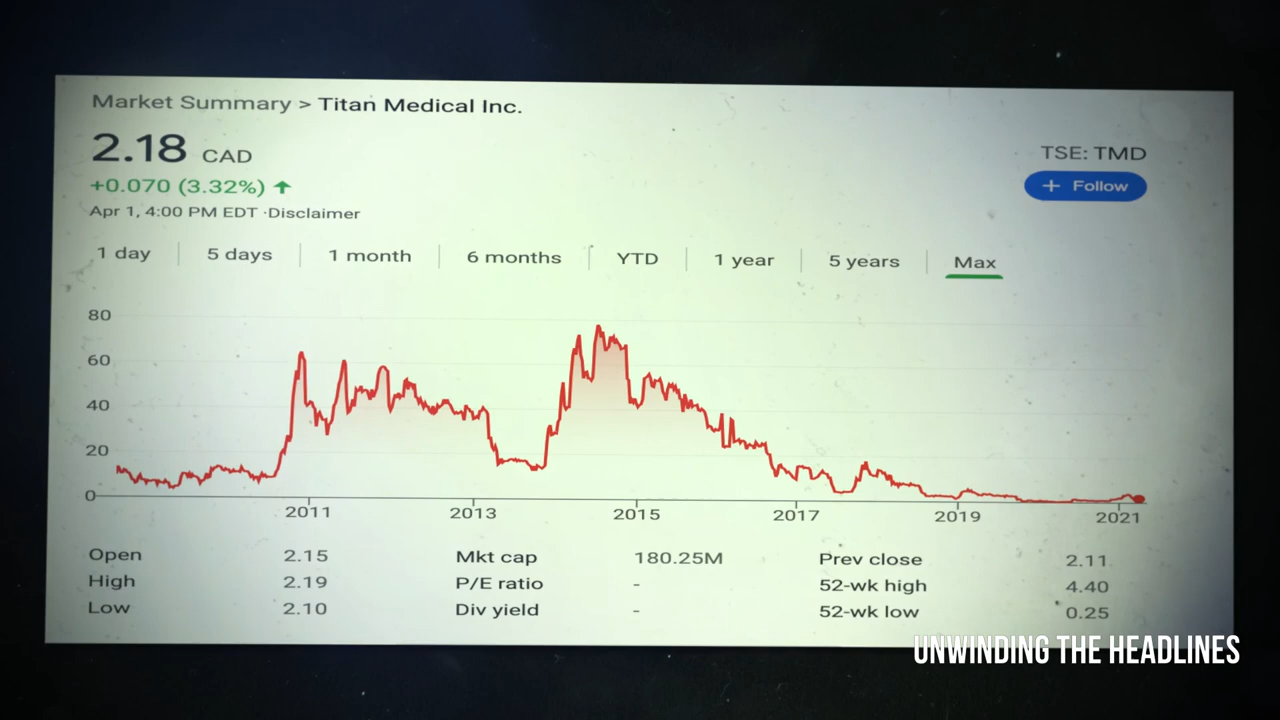 Market Summary > Titan Medical Inc.
2.18 CAD
TSE: TMD
+0.070 (3.32%) ↑
+ Follow
Apr 1, 4:00 PM EDT ·Disclaimer
1 day 5 days 1 month 6 months YTD 1 year 5 years Max
80
60
40
20
0
2011 2013 2015 2017 2019 2021
Open 2.15 Mkt cap 180.25M Prev close 2.11
High 2.19 P/E ratio - 52-wk high 4.40
Low 2.10 Div yield - 52-wk low 0.25
UNWINDING THE HEADLINES